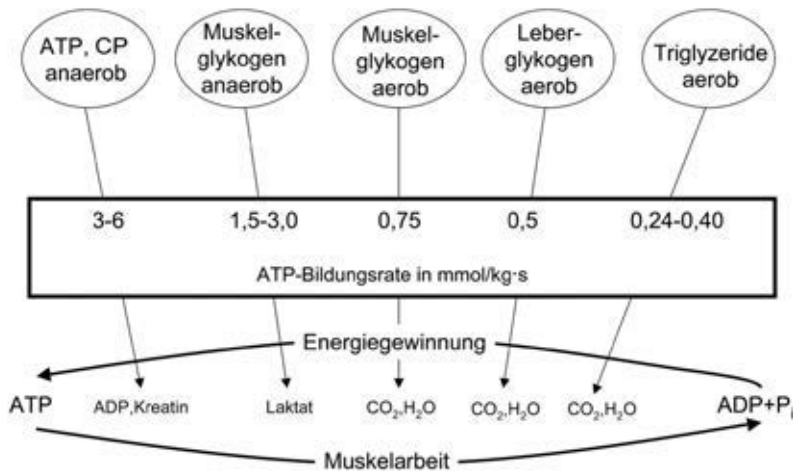 ATP, CP
anaerob
Muskel-
glykogen
anaerob
Muskel-
glykogen
aerob
Leber-
glykogen
aerob
Triglyzeride
aerob
3-6
1,5-3,0
0,75
0,5
0,24-0,40
ATP-Bildungsrate in mmol/kg·s
Energiegewinnung
ATP
ADP,Kreatin
Laktat
CO₂,H₂O
CO₂,H₂O
CO₂,H₂O
ADP+Pᵢ
Muskelarbeit